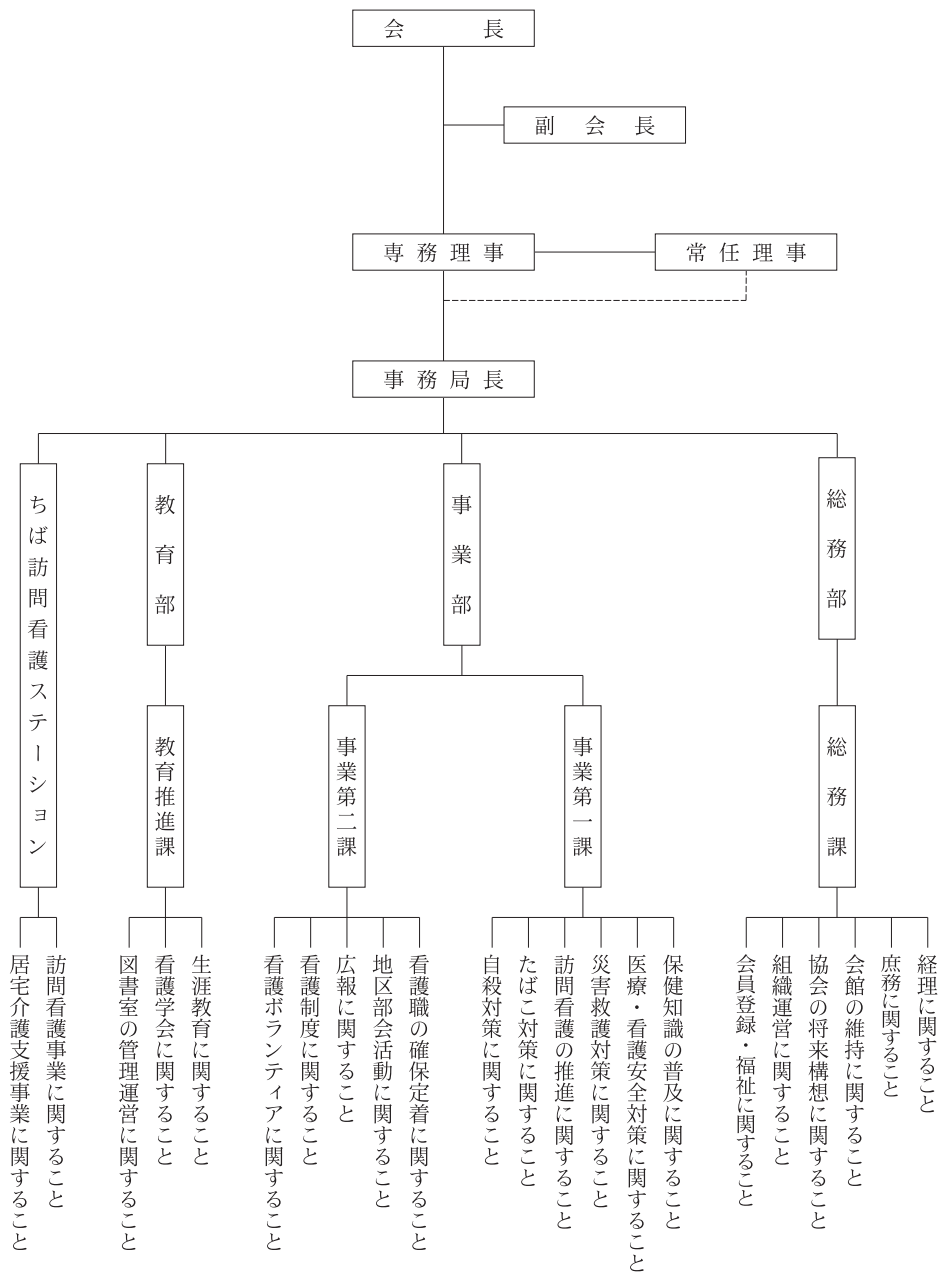 会長
副会長
専務理事
常任理事
事務局長
総務部
事業部
教育部
ちば訪問看護ステーション
総務課
事業第一課
事業第二課
教育推進課
経理に関すること
庶務に関すること
会館の維持に関すること
協会の将来構想に関すること
組織運営に関すること
会員登録・福祉に関すること
保健知識の普及に関すること
医療・看護安全対策に関すること
災害救護対策に関すること
訪問看護の推進に関すること
たばこ対策に関すること
自殺対策に関すること
看護職の確保定着に関すること
地区部会活動に関すること
広報に関すること
看護制度に関すること
看護ボランティアに関すること
生涯教育に関すること
看護学会に関すること
図書室の管理運営に関すること
訪問看護事業に関すること
居宅介護支援事業に関すること